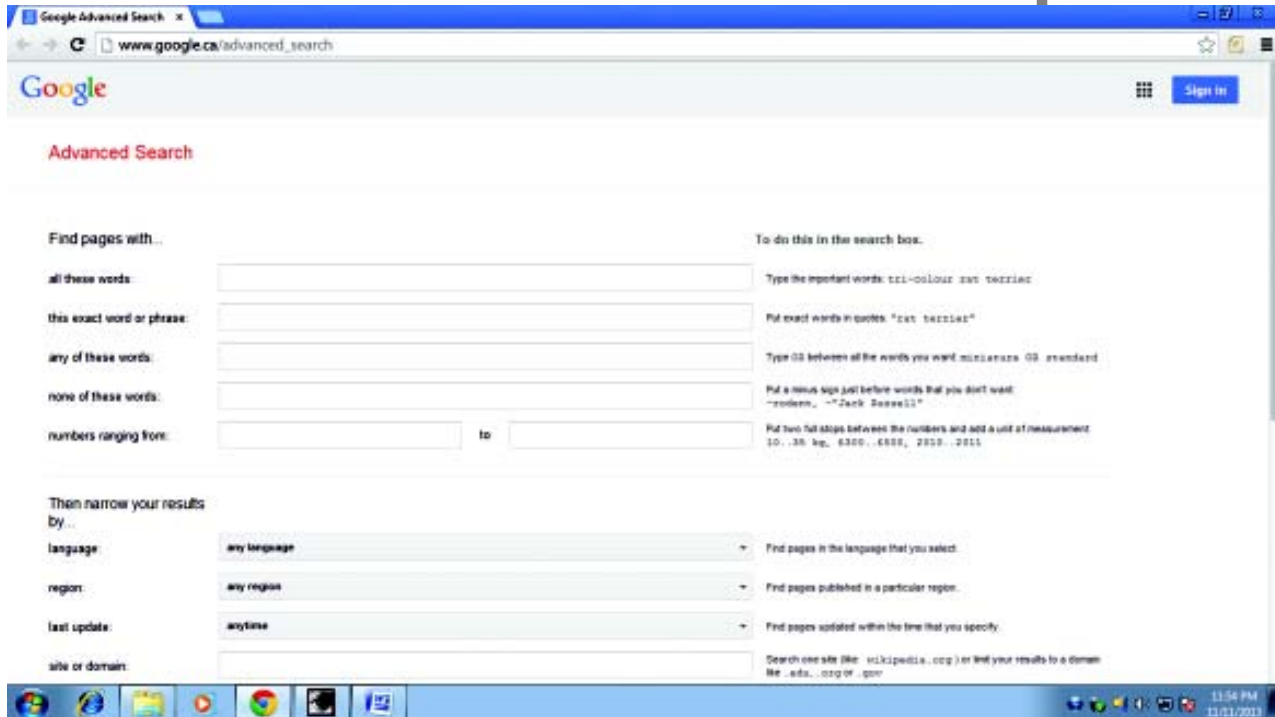 Google Advanced Search
www.google.ca/advanced_search
Google
Sign in
Advanced Search
Find pages with...
To do this in the search box.
all these words:
Type the important words: tri-colour rat terrier
this exact word or phrase:
Put exact words in quotes: "rat terrier"
any of these words:
Type OR between all the words you want: miniature OR standard
none of these words:
Put a minus sign just before words that you don't want:
-rodent, -"Jack Russell"
numbers ranging from:
to
Put two full stops between the numbers and add a unit of measurement:
10..35 kg, £300..£500, 2010..2011
Then narrow your results
by...
language:
any language
Find pages in the language that you select.
region:
any region
Find pages published in a particular region.
last update:
anytime
Find pages updated within the time that you specify.
site or domain:
Search one site (like wikipedia.org ) or limit your results to a domain
like .edu, .org or .gov
11:54 PM
11/11/2013